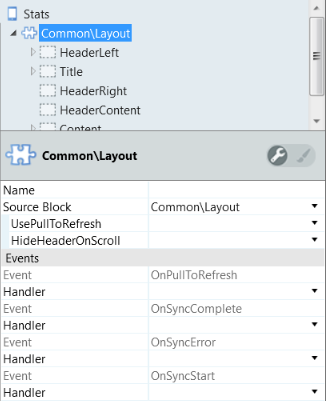 Stats
Common\Layout
HeaderLeft
Title
HeaderRight
HeaderContent
Content
Common\Layout
Name
Source Block Common\Layout
UsePullToRefresh
HideHeaderOnScroll
Events
Event OnPullToRefresh
Handler
Event OnSyncComplete
Handler
Event OnSyncError
Handler
Event OnSyncStart
Handler